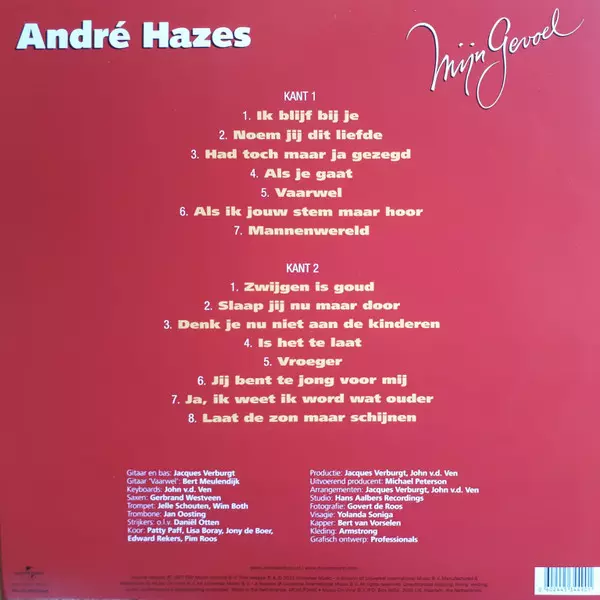 André Hazes
Mijn Gevoel
KANT 1
1. Ik blijf bij je
2. Noem jij dit liefde
3. Had toch maar ja gezegd
4. Als je gaat
5. Vaarwel
6. Als ik jouw stem maar hoor
7. Mannenwereld
KANT 2
1. Zwijgen is goud
2. Slaap jij nu maar door
3. Denk je nu niet aan de kinderen
4. Is het te laat
5. Vroeger
6. Jij bent te jong voor mij
7. Ja, ik weet ik word wat ouder
8. Laat de zon maar schijnen
Gitaar en bas: Jacques Verburgt
Gitaar 'Vaarwel': Bert Meulendijk
Keyboards: John v.d. Ven
Saxen: Gerbrand Westveen
Trompet: Jelle Schouten, Wim Both
Trombone: Jan Oosting
Strijkers: o.l.v. Daniël Otten
Koor: Patty Paff, Lisa Boray, Jony de Boer,
Edward Rekers, Pim Roos
Productie: Jacques Verburgt, John v.d. Ven
Uitvoerend producent: Michael Peterson
Arrangementen: Jacques Verburgt, John v.d. Ven
Studio: Hans Aalbers Recordings
Fotografie: Govert de Roos
Visagie: Yolanda Soniga
Kapper: Bert van Vorselen
Kleding: Armstrong
Grafisch ontwerp: Professionals